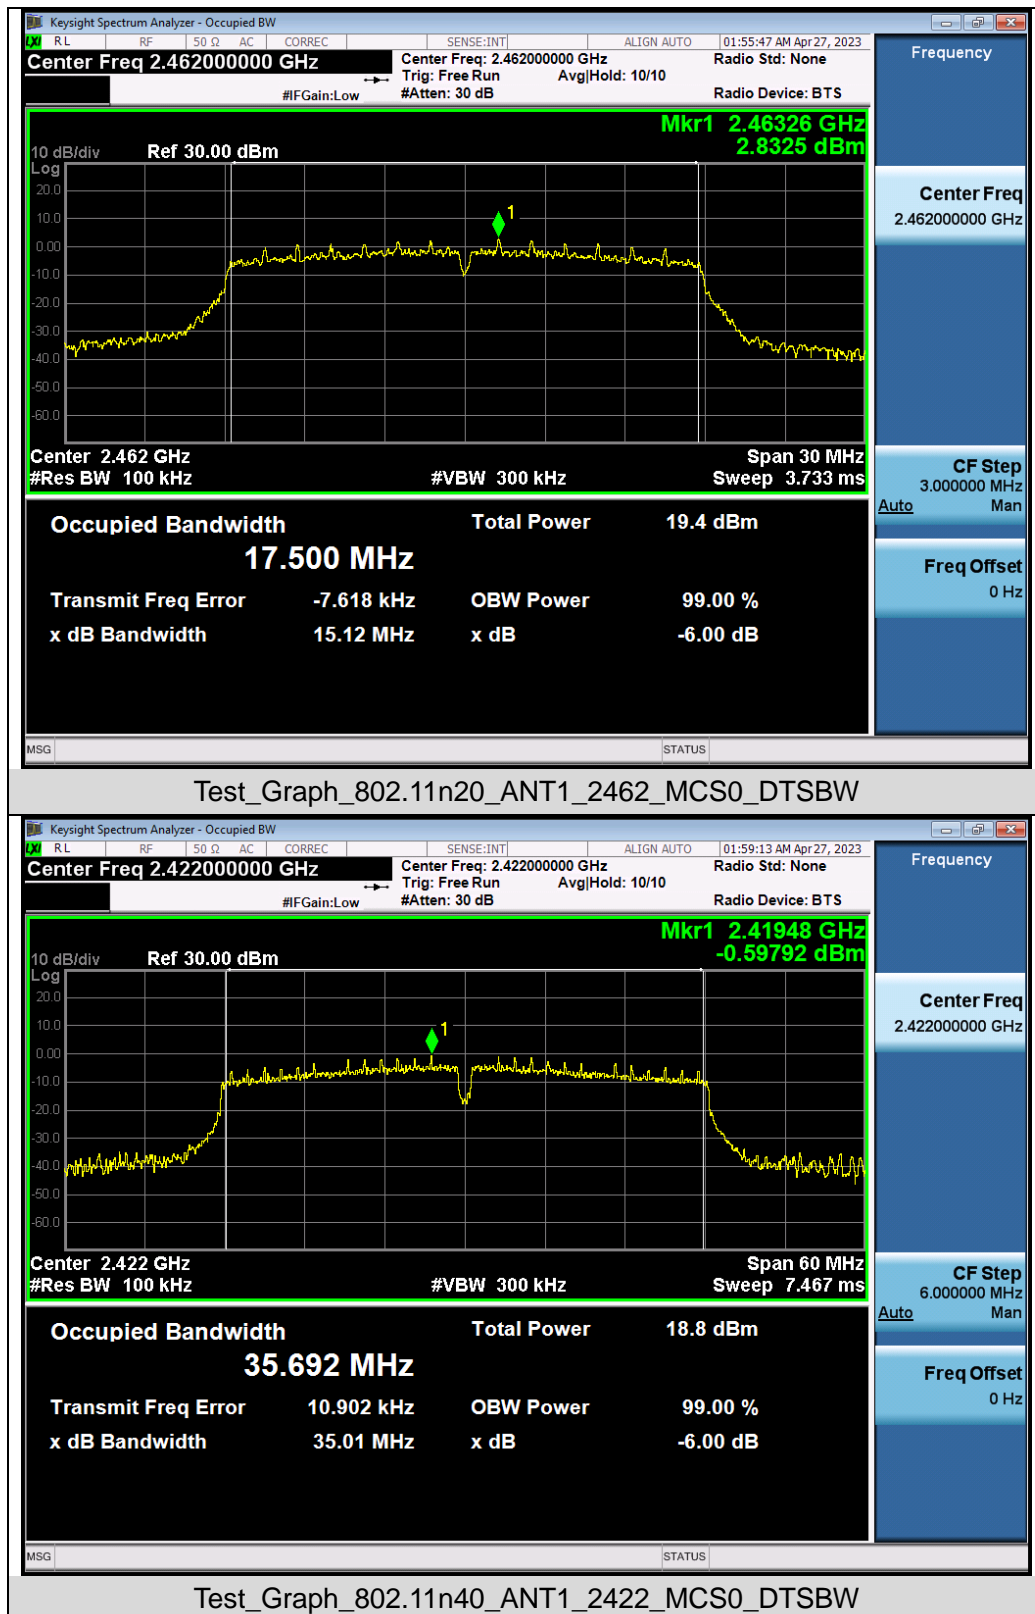 Keysight Spectrum Analyzer - Occupied BW
LXI RL RF 50 Ω AC CORREC SENSE:INT ALIGN AUTO 01:55:47 AM Apr 27, 2023
Center Freq 2.462000000 GHz
Center Freq: 2.462000000 GHz
Radio Std: None
Trig: Free Run Avg|Hold: 10/10
#IFGain:Low
#Atten: 30 dB
Radio Device: BTS
Frequency
Mkr1 2.46326 GHz
2.8325 dBm
10 dB/div Ref 30.00 dBm
Log
20.0
10.0
0.00
-10.0
-20.0
-30.0
-40.0
-50.0
-60.0
1
Center 2.462 GHz
Span 30 MHz
#Res BW 100 kHz
#VBW 300 kHz
Sweep 3.733 ms
Center Freq
2.462000000 GHz
CF Step
3.000000 MHz
Auto Man
Freq Offset
0 Hz
Occupied Bandwidth
Total Power 19.4 dBm
17.500 MHz
Transmit Freq Error -7.618 kHz
OBW Power 99.00 %
x dB Bandwidth 15.12 MHz
x dB -6.00 dB
MSG STATUS
Test_Graph_802.11n20_ANT1_2462_MCS0_DTSBW
Keysight Spectrum Analyzer - Occupied BW
LXI RL RF 50 Ω AC CORREC SENSE:INT ALIGN AUTO 01:59:13 AM Apr 27, 2023
Center Freq 2.422000000 GHz
Center Freq: 2.422000000 GHz
Radio Std: None
Trig: Free Run Avg|Hold: 10/10
#IFGain:Low
#Atten: 30 dB
Radio Device: BTS
Frequency
Mkr1 2.41948 GHz
-0.59792 dBm
10 dB/div Ref 30.00 dBm
Log
20.0
10.0
0.00
-10.0
-20.0
-30.0
-40.0
-50.0
-60.0
1
Center 2.422 GHz
Span 60 MHz
#Res BW 100 kHz
#VBW 300 kHz
Sweep 7.467 ms
Center Freq
2.422000000 GHz
CF Step
6.000000 MHz
Auto Man
Freq Offset
0 Hz
Occupied Bandwidth
Total Power 18.8 dBm
35.692 MHz
Transmit Freq Error 10.902 kHz
OBW Power 99.00 %
x dB Bandwidth 35.01 MHz
x dB -6.00 dB
MSG STATUS
Test_Graph_802.11n40_ANT1_2422_MCS0_DTSBW